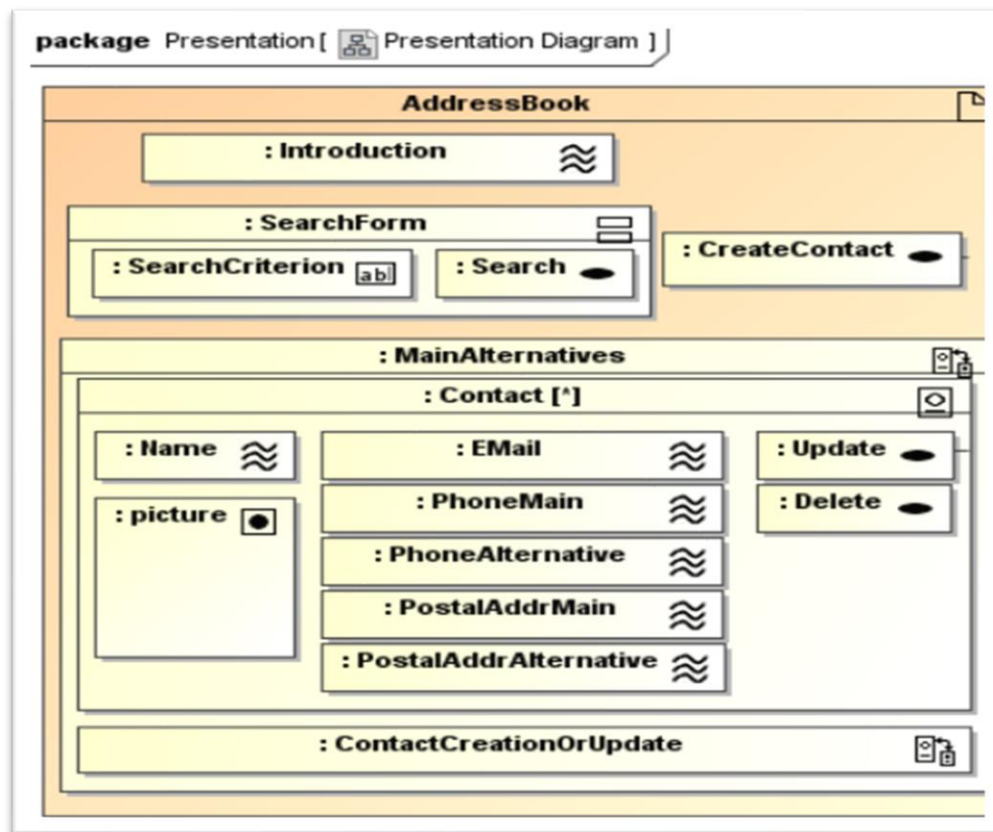 package Presentation [ Presentation Diagram ]
AddressBook
: Introduction
: SearchForm
: SearchCriterion ab
: Search
: CreateContact
: MainAlternatives
: Contact [*]
: Name
: EMail
: Update
: PhoneMain
: Delete
: picture
: PhoneAlternative
: PostalAddrMain
: PostalAddrAlternative
: ContactCreationOrUpdate